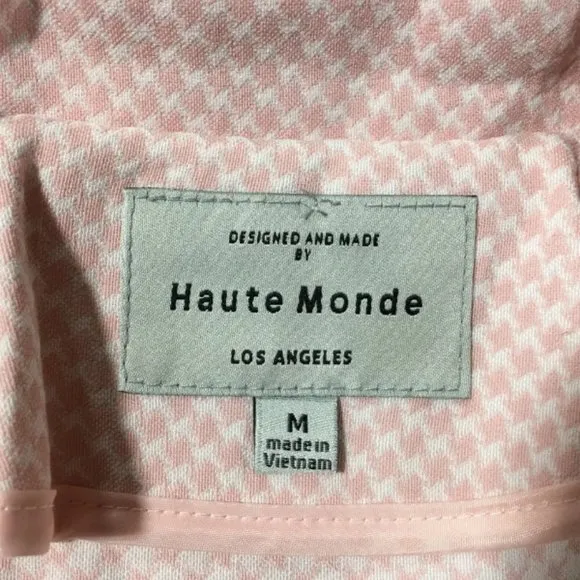 DESIGNED AND MADE
BY
Haute Monde
LOS ANGELES
M
made in
Vietnam